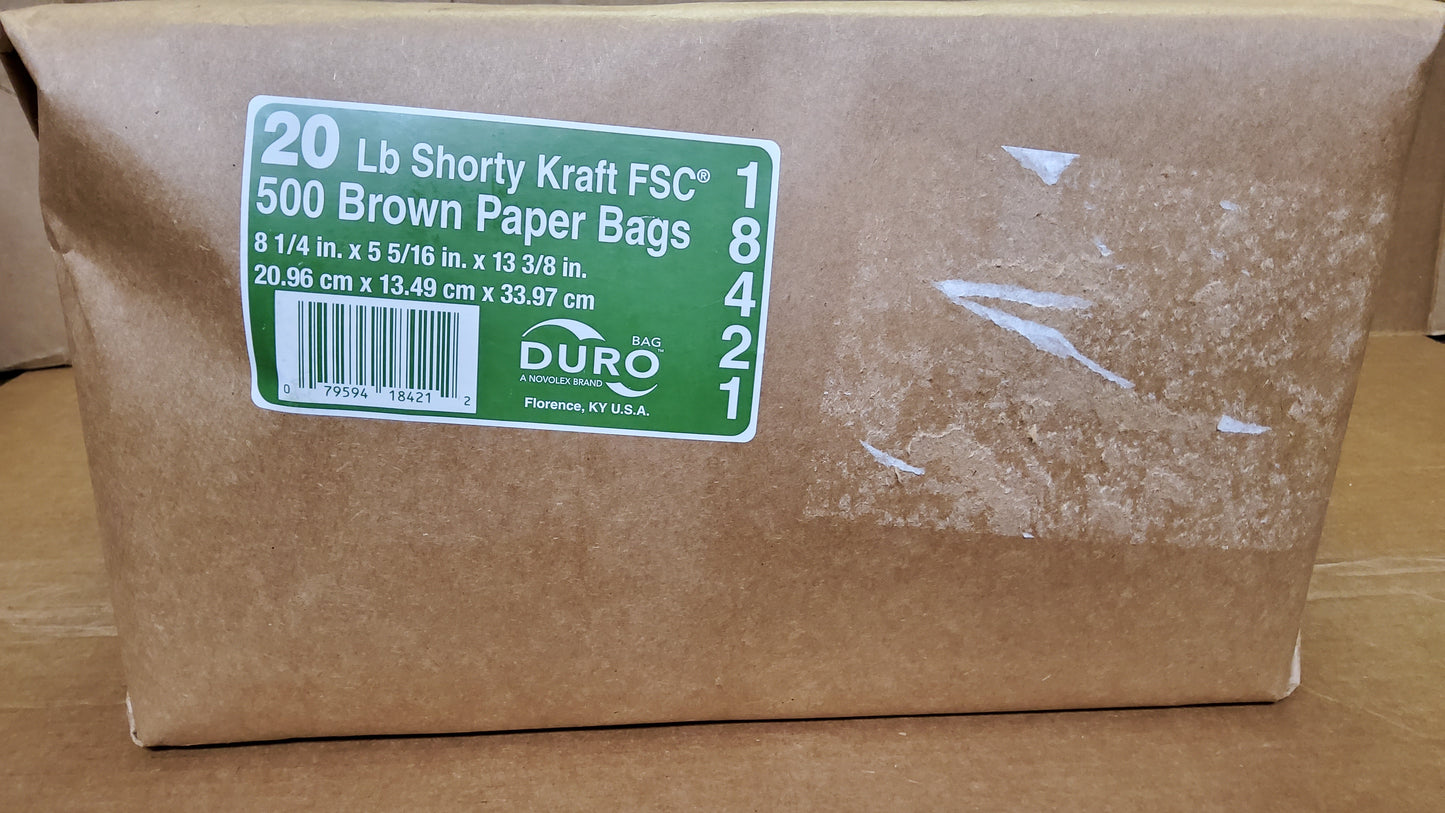 20 Lb Shorty Kraft FSC®
500 Brown Paper Bags
8 1/4 in. x 5 5/16 in. x 13 3/8 in.
20.96 cm x 13.49 cm x 33.97 cm
0 79594 18421 2
BAG
DURO™
A NOVOLEX BRAND
Florence, KY U.S.A.
1
8
4
2
1